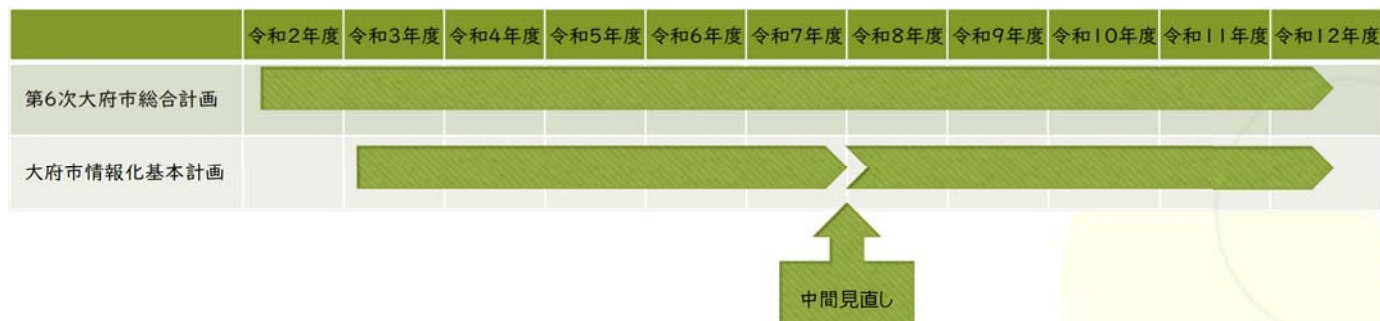 令和2年度 令和3年度 令和4年度 令和5年度 令和6年度 令和7年度 令和8年度 令和9年度 令和10年度 令和11年度 令和12年度
第6次大府市総合計画
大府市情報化基本計画
中間見直し